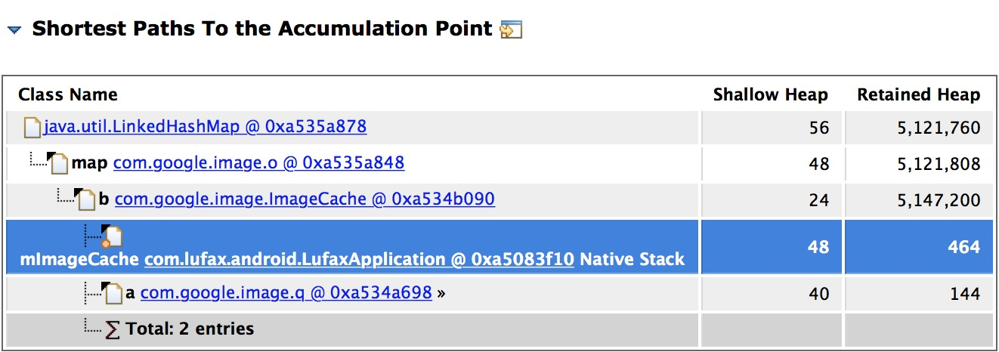 Shortest Paths To the Accumulation Point
Class Name Shallow Heap Retained Heap
java.util.LinkedHashMap @ 0xa535a878 56 5,121,760
map com.google.image.o @ 0xa535a848 48 5,121,808
b com.google.image.ImageCache @ 0xa534b090 24 5,147,200
mImageCache com.lufax.android.LufaxApplication @ 0xa5083f10 Native Stack 48 464
a com.google.image.q @ 0xa534a698 » 40 144
Total: 2 entries